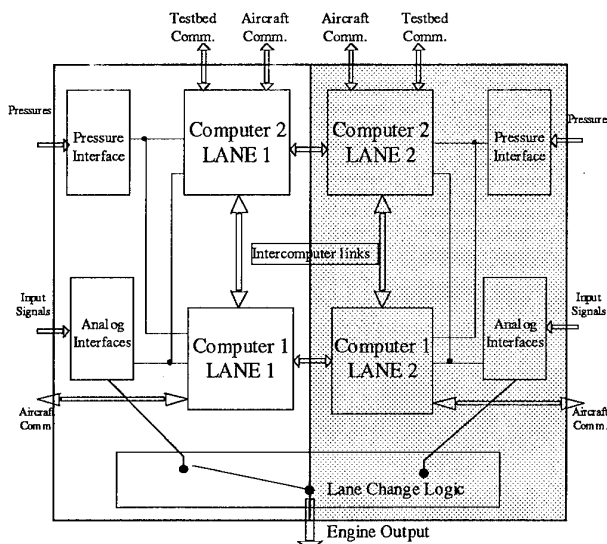 Testbed
Comm.
Aircraft
Comm.
Aircraft
Comm.
Testbed
Comm.
Pressures
Pressure
Interface
Computer 2
LANE 1
Computer 2
LANE 2
Pressure
Interface
Pressure
Intercomputer links
Input
Signals
Analog
Interfaces
Computer 1
LANE 1
Computer 1
LANE 2
Analog
Interfaces
Input
Signals
Aircraft
Comm.
Aircraft
Comm
Lane Change Logic
Engine Output